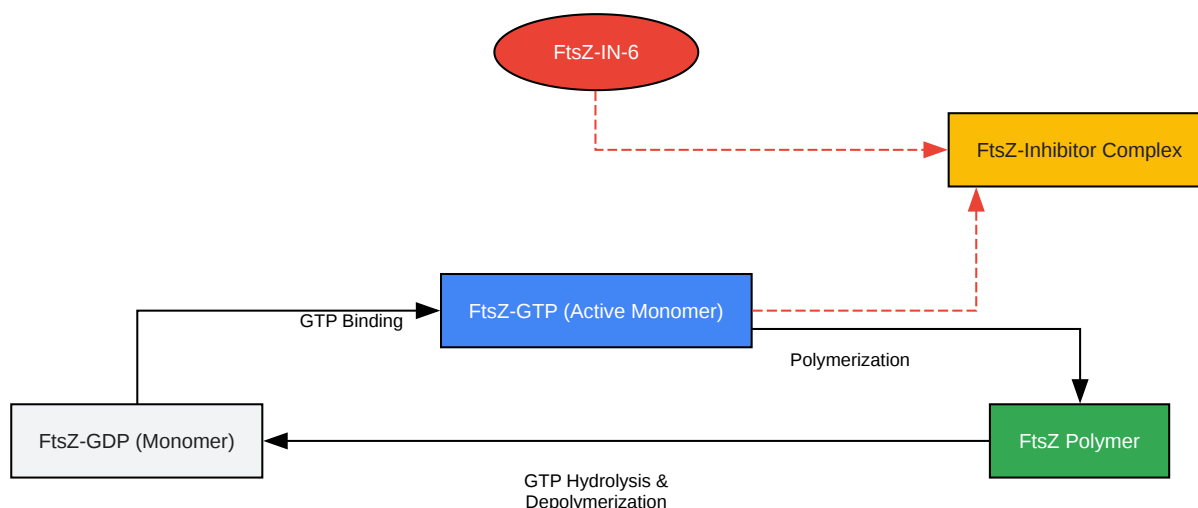 FtsZ-IN-6
FtsZ-Inhibitor Complex
FtsZ-GTP (Active Monomer)
GTP Binding
Polymerization
FtsZ-GDP (Monomer)
FtsZ Polymer
GTP Hydrolysis &
Depolymerization